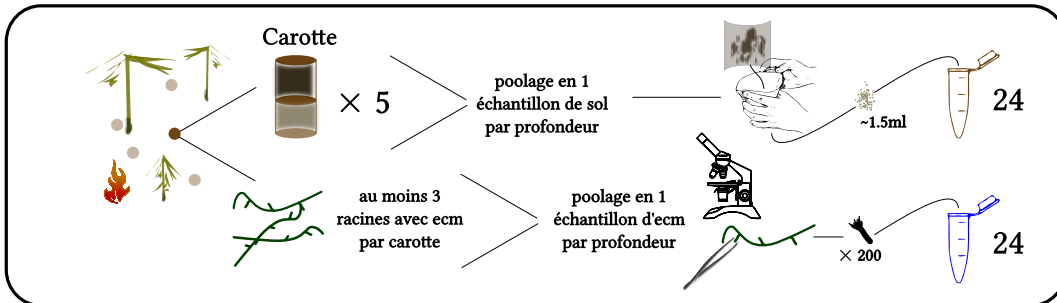 Carotte
× 5
poolage en 1
échantillon de sol
par profondeur
~1.5ml
24
au moins 3
racines avec ecm
par carotte
poolage en 1
échantillon d'ecm
par profondeur
× 200
24